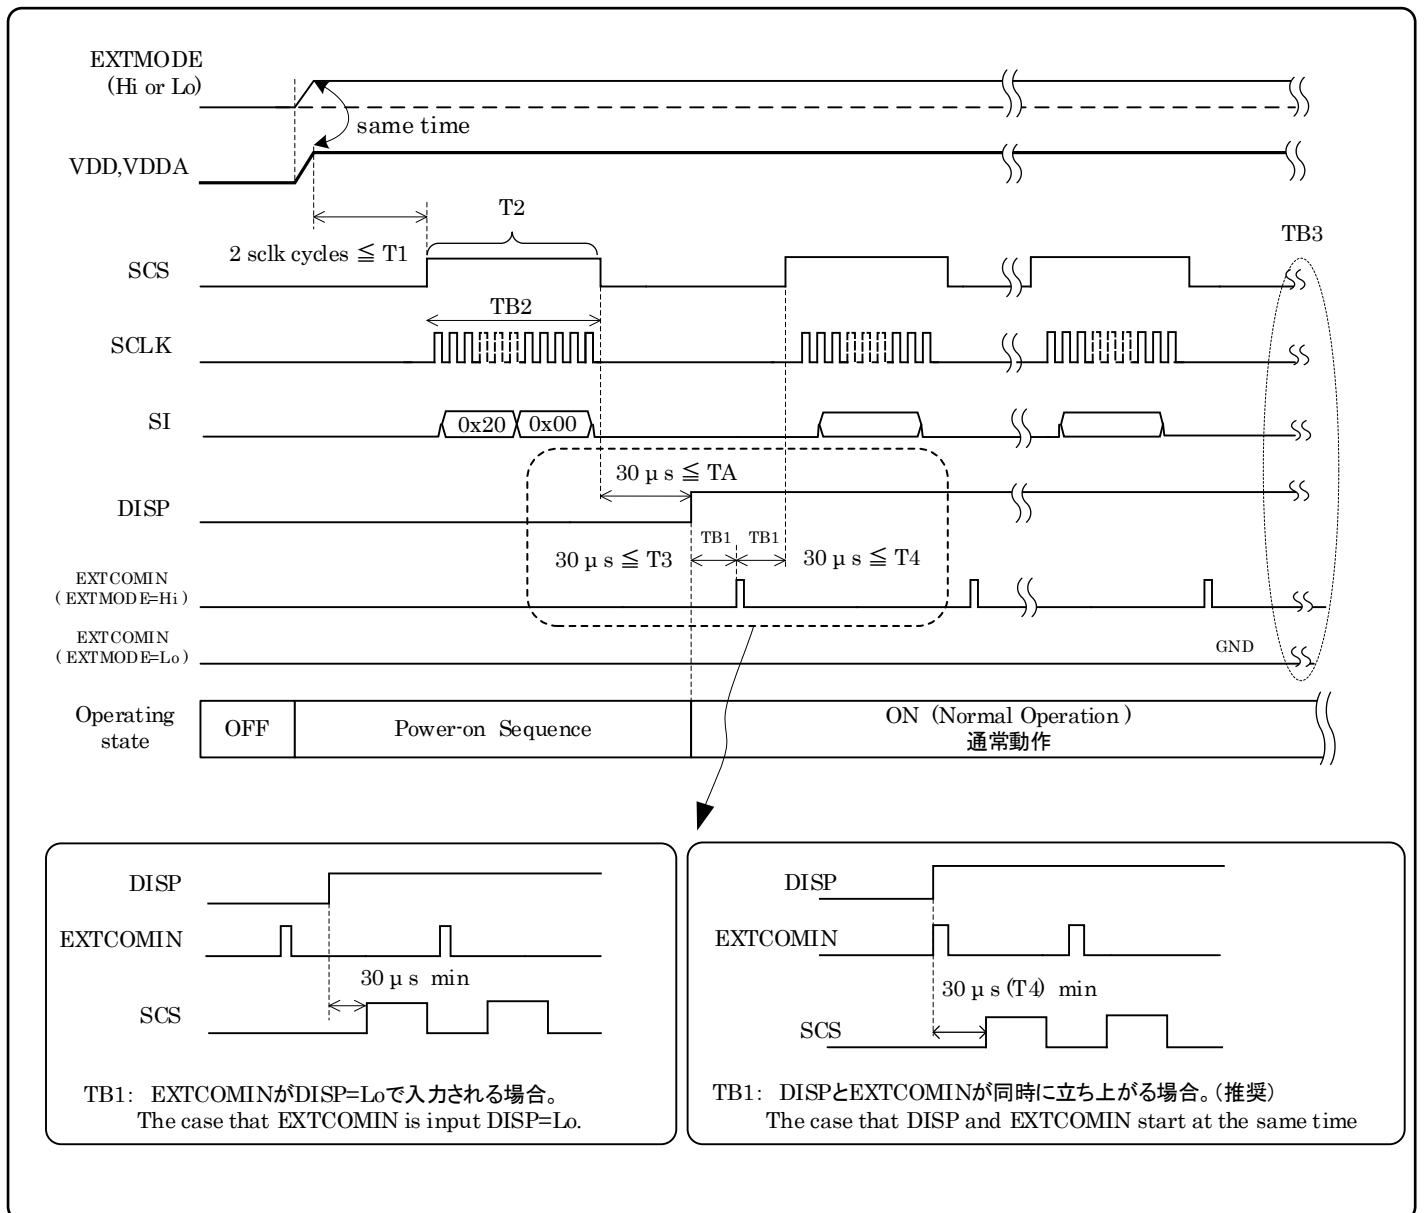 EXTMODE
(Hi or Lo)
same time
VDD,VDDA
T2
2 sclk cycles ≦ T1
TB3
SCS
TB2
SCLK
SI
0x20
0x00
30 μ s ≦ TA
DISP
TB1
TB1
30 μ s ≦ T3
30 μ s ≦ T4
EXTCOMIN
( EXTMODE=Hi )
EXTCOMIN
( EXTMODE=Lo )
GND
Operating
state
OFF
Power-on Sequence
ON (Normal Operation )
通常動作
DISP
EXTCOMIN
30 μ s min
SCS
TB1: EXTCOMINがDISP=Loで入力される場合。
The case that EXTCOMIN is input DISP=Lo.
DISP
EXTCOMIN
30 μ s (T4) min
SCS
TB1: DISPとEXTCOMINが同時に立ち上がる場合。（推奨）
The case that DISP and EXTCOMIN start at the same time